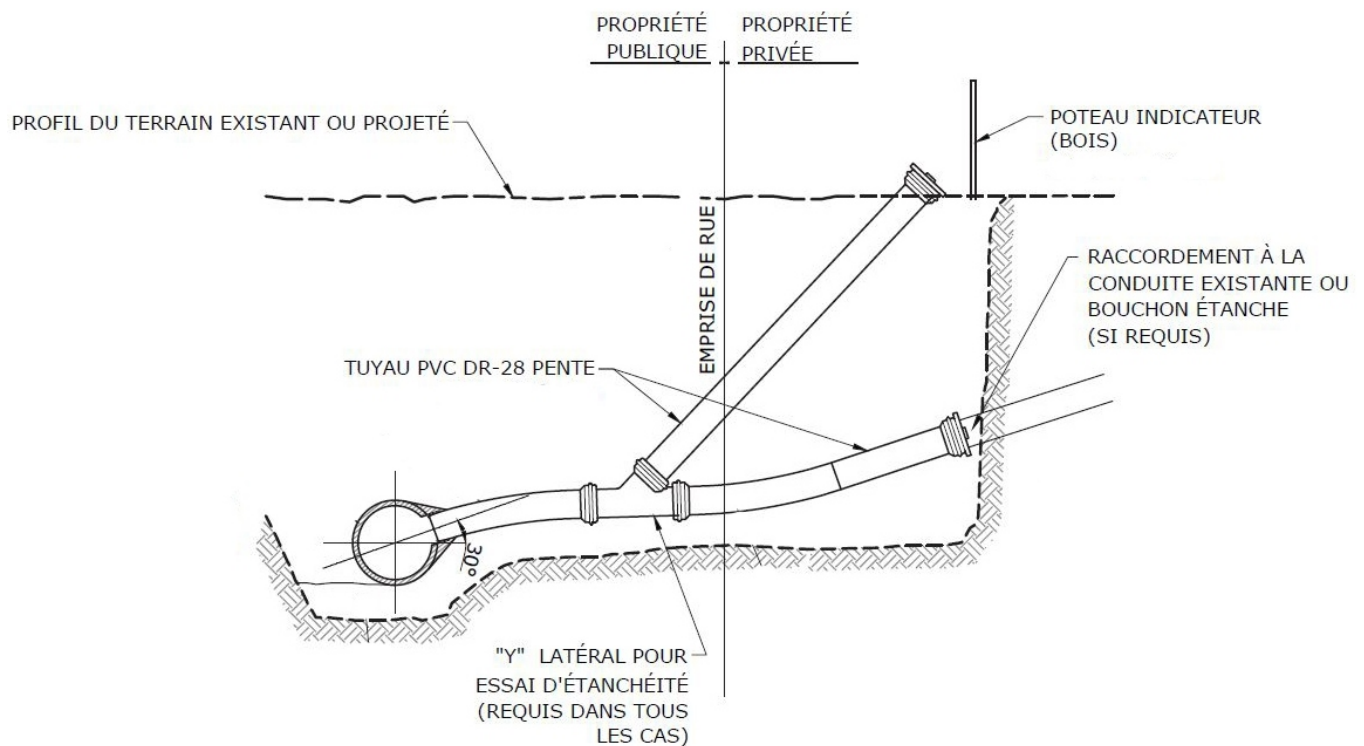 PROPRIÉTÉ
PUBLIQUE
PROPRIÉTÉ
PRIVÉE
PROFIL DU TERRAIN EXISTANT OU PROJETÉ
POTEAU INDICATEUR
(BOIS)
EMPRISE DE RUE
RACCORDEMENT À LA
CONDUITE EXISTANTE OU
BOUCHON ÉTANCHE
(SI REQUIS)
TUYAU PVC DR-28 PENTE
30°
"Y" LATÉRAL POUR
ESSAI D'ÉTANCHÉITÉ
(REQUIS DANS TOUS
LES CAS)